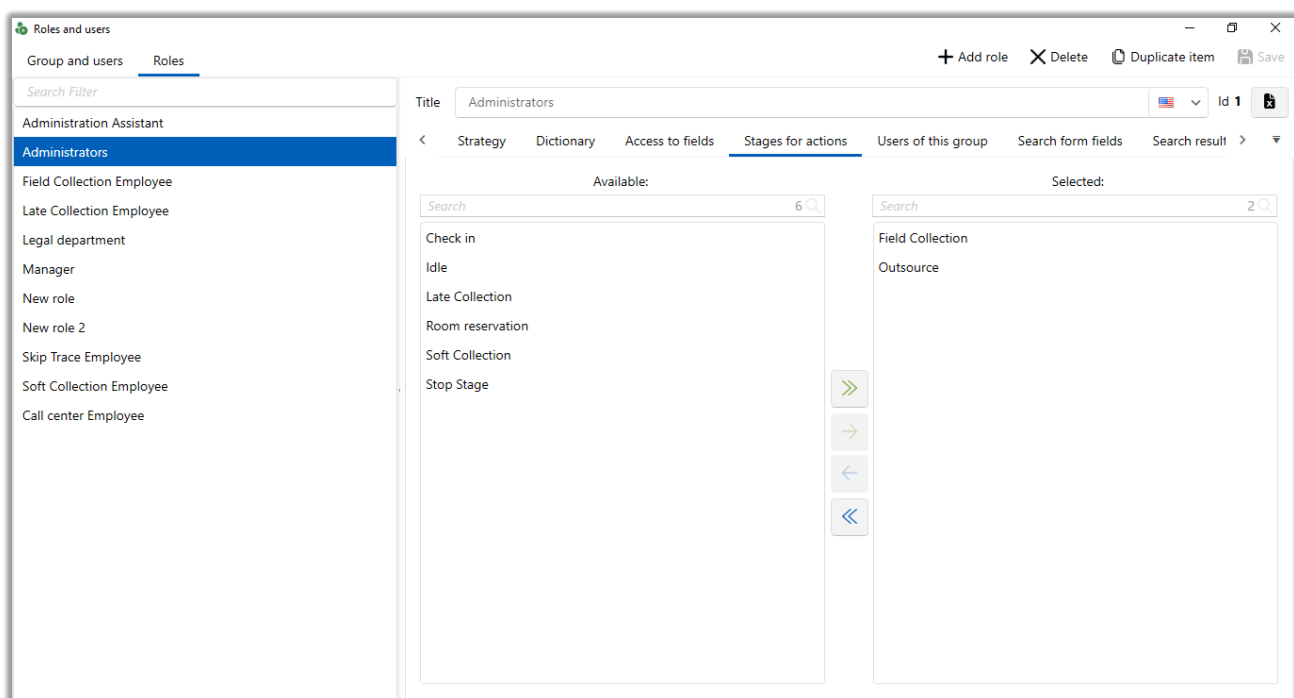 Roles and users
Group and users Roles
Add role Delete Duplicate item Save
Search Filter
Administration Assistant
Administrators
Field Collection Employee
Late Collection Employee
Legal department
Manager
New role
New role 2
Skip Trace Employee
Soft Collection Employee
Call center Employee
Title Administrators Id 1
Strategy Dictionary Access to fields Stages for actions Users of this group Search form fields Search result
Available:
Search 6
Check in
Idle
Late Collection
Room reservation
Soft Collection
Stop Stage
Selected:
Search 2
Field Collection
Outsource